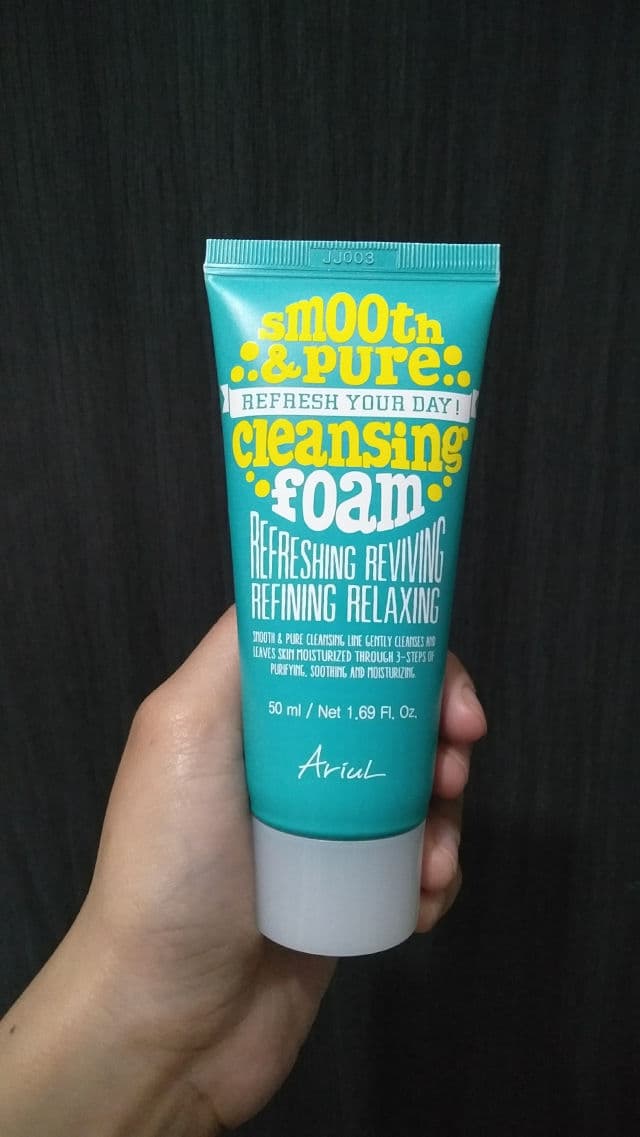 JJ003
smooth
& PURE
REFRESH YOUR DAY!
cleansing
foam
REFRESHING REVIVING
REFINING RELAXING
SMOOTH & PURE CLEANSING LINE GENTLY CLEANSES AND
LEAVES SKIN MOISTURIZED THROUGH 3-STEPS OF
PURIFYING, SOOTHING AND MOISTURIZING.
50 ml / Net 1.69 Fl. Oz.
Ariul